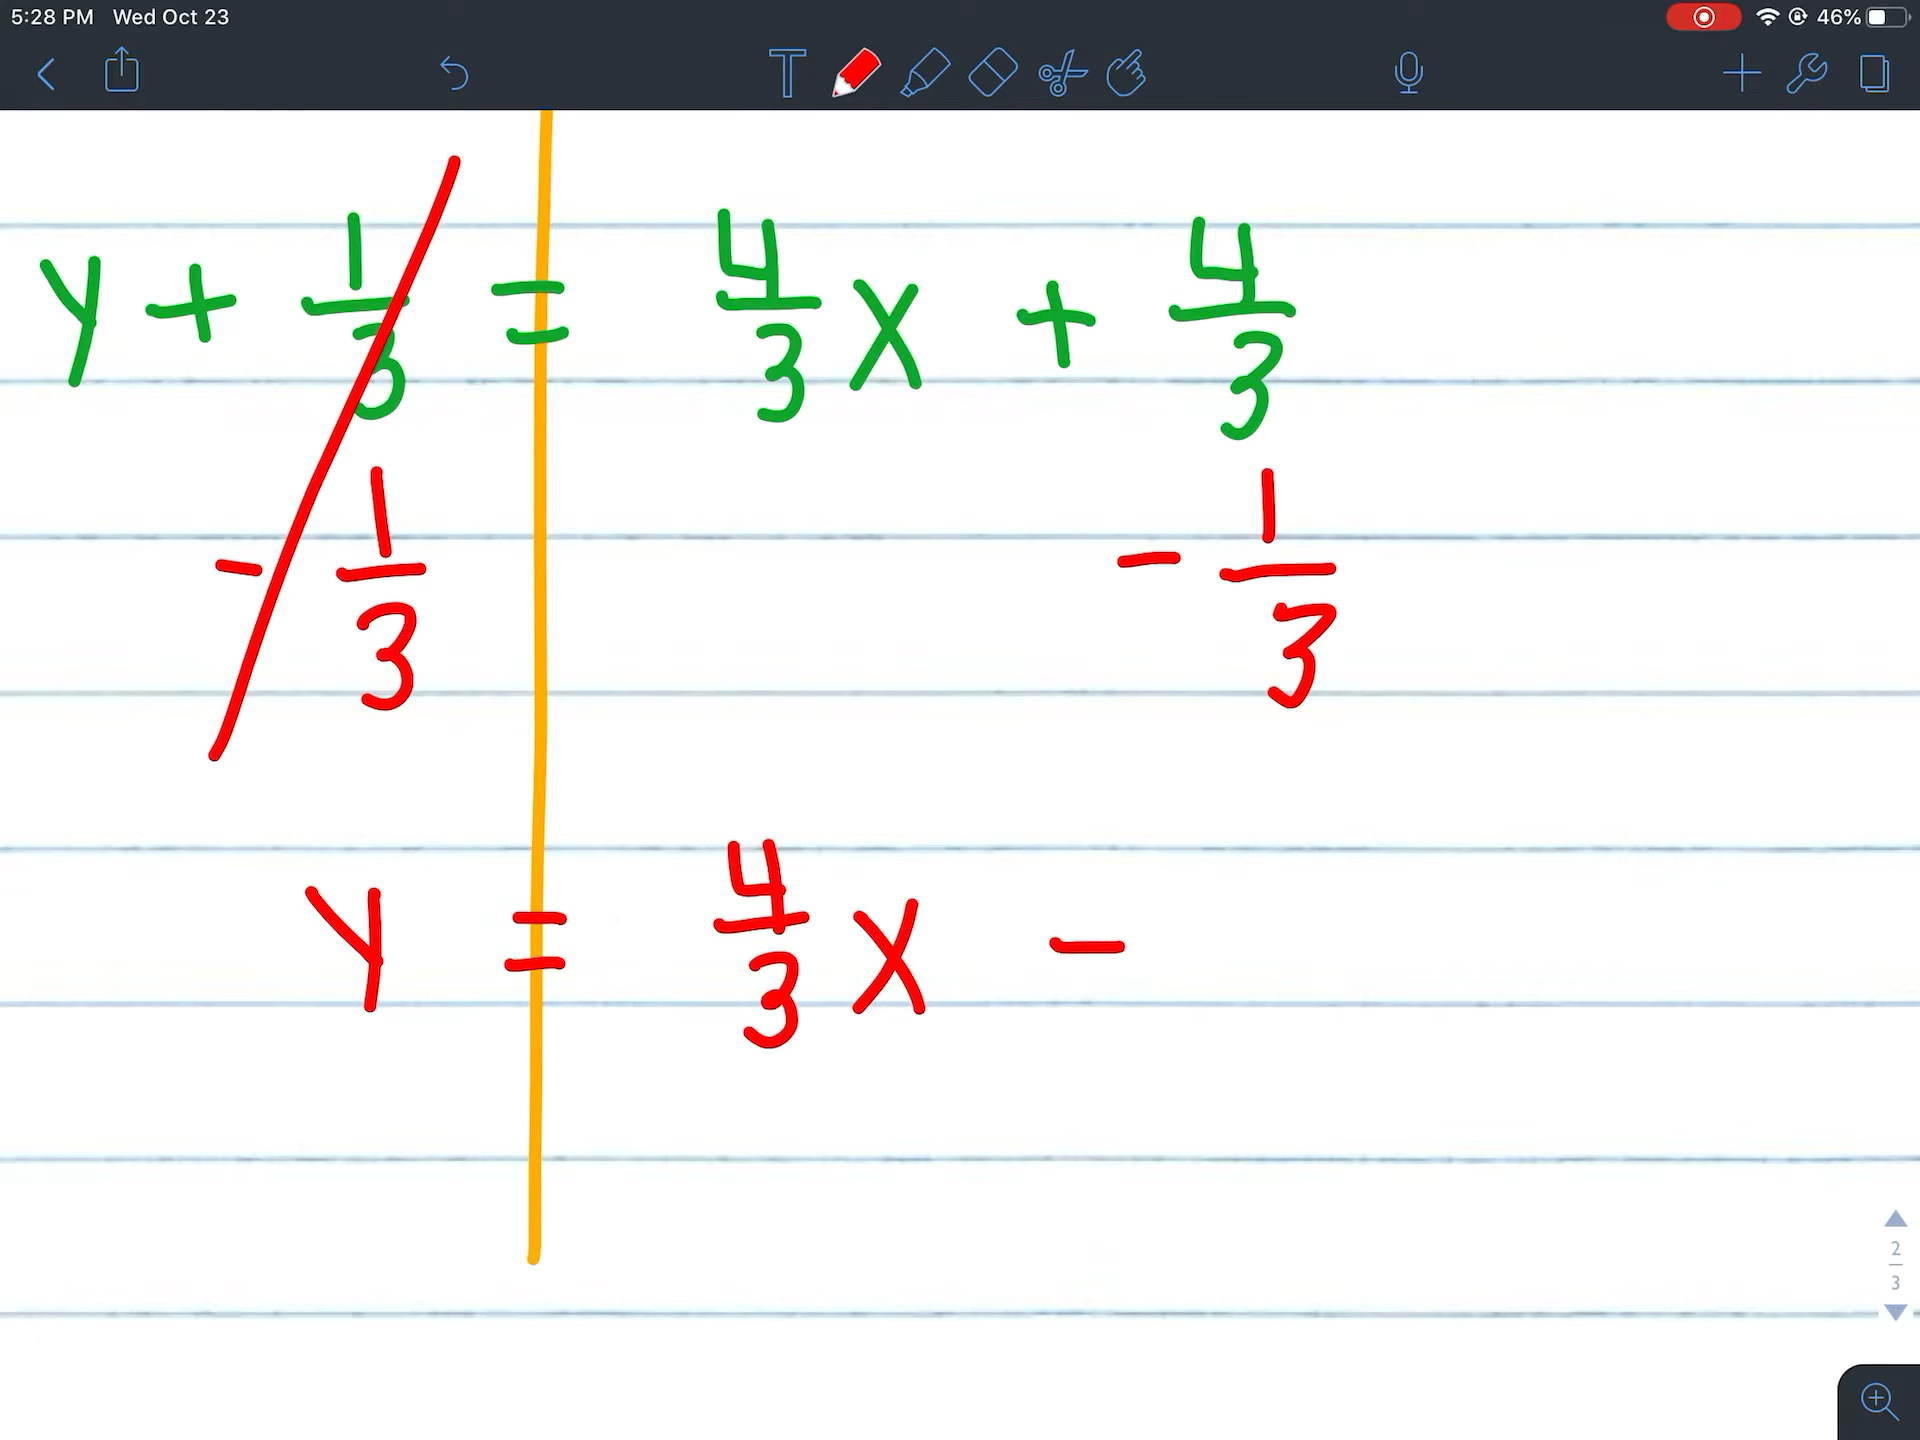 5:28 PM Wed Oct 23 46%
T
y + 1/3 = 4/3 x + 4/3
- 1/3 - 1/3
y = 4/3 x -
2
3